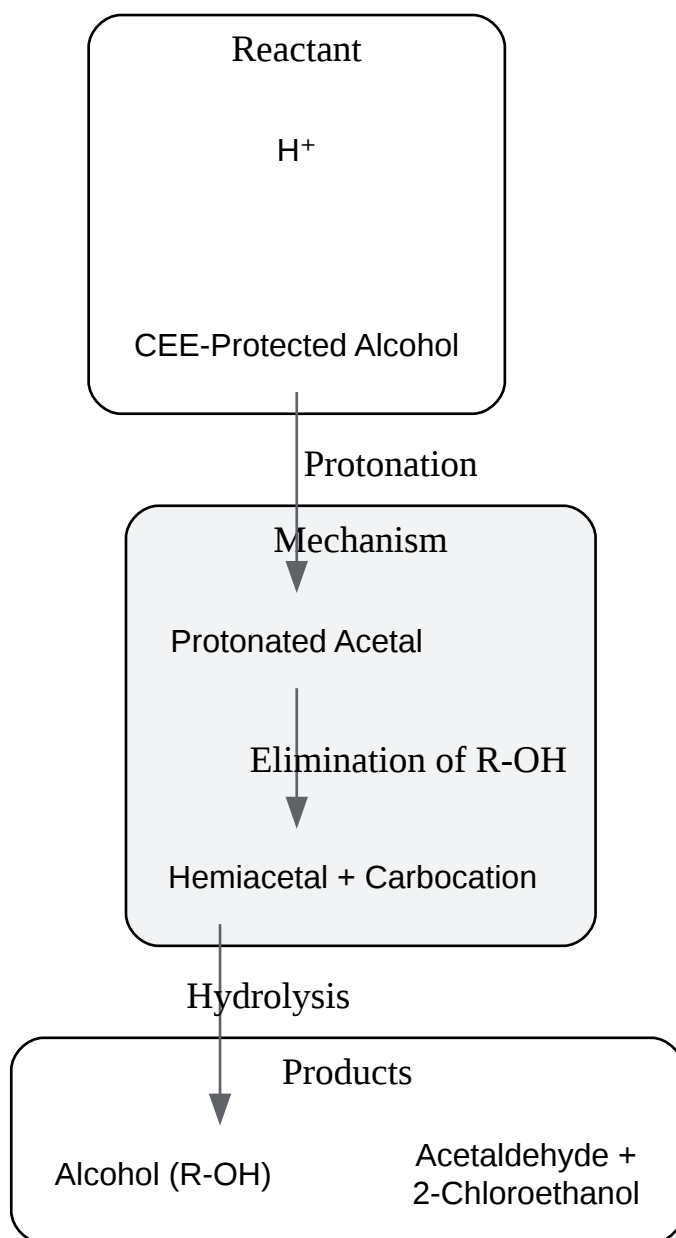 Reactant
H⁺
CEE-Protected Alcohol
Protonation
Mechanism
Protonated Acetal
Elimination of R-OH
Hemiacetal + Carbocation
Hydrolysis
Products
Alcohol (R-OH)
Acetaldehyde +
2-Chloroethanol